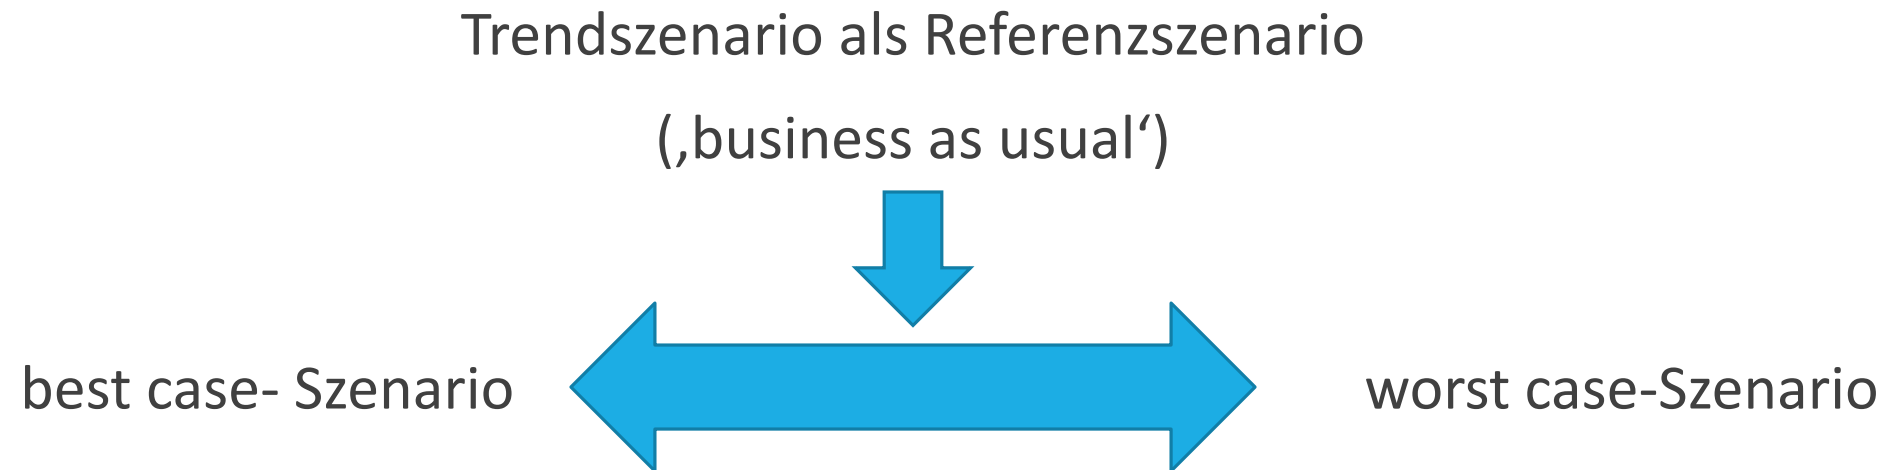 Trendszenario als Referenzszenario
(‚business as usual‘)
best case- Szenario
worst case-Szenario